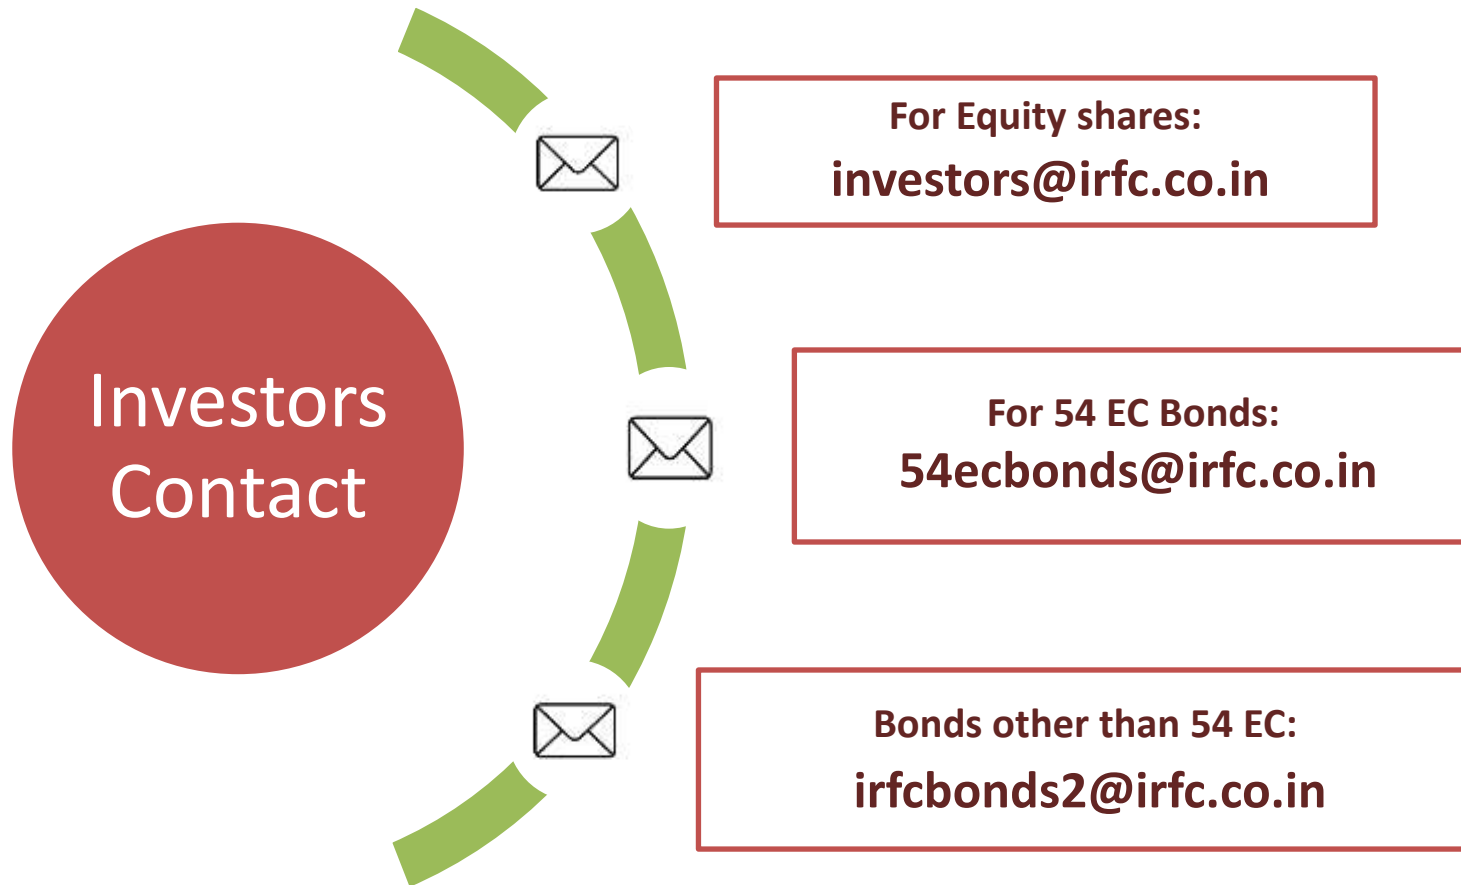 Investors
Contact
For Equity shares:
investors@irfc.co.in
For 54 EC Bonds:
54ecbonds@irfc.co.in
Bonds other than 54 EC:
irfcbonds2@irfc.co.in